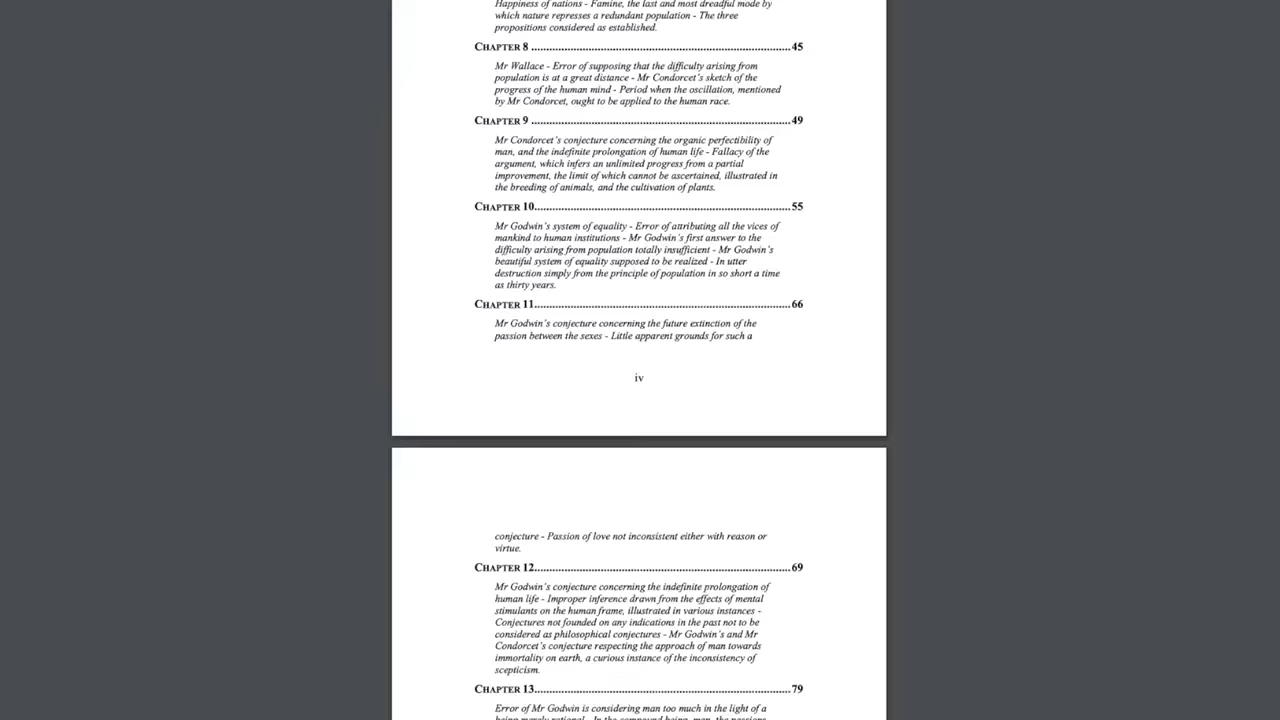 Happiness of nations - Famine, the last and most dreadful mode by
which nature represses a redundant population - The three
propositions considered as established.
CHAPTER 8 ..........................................................................................45
Mr Wallace - Error of supposing that the difficulty arising from
population is at a great distance - Mr Condorcet's sketch of the
progress of the human mind - Period when the oscillation, mentioned
by Mr Condorcet, ought to be applied to the human race.
CHAPTER 9 ..........................................................................................49
Mr Condorcet's conjecture concerning the organic perfectibility of
man, and the indefinite prolongation of human life - Fallacy of the
argument, which infers an unlimited progress from a partial
improvement, the limit of which cannot be ascertained, illustrated in
the breeding of animals, and the cultivation of plants.
CHAPTER 10.........................................................................................55
Mr Godwin's system of equality - Error of attributing all the vices of
mankind to human institutions - Mr Godwin's first answer to the
difficulty arising from population totally insufficient - Mr Godwin's
beautiful system of equality supposed to be realized - In utter
destruction simply from the principle of population in so short a time
as thirty years.
CHAPTER 11.........................................................................................66
Mr Godwin's conjecture concerning the future extinction of the
passion between the sexes - Little apparent grounds for such a
iv
conjecture - Passion of love not inconsistent either with reason or
virtue.
CHAPTER 12.........................................................................................69
Mr Godwin's conjecture concerning the indefinite prolongation of
human life - Improper inference drawn from the effects of mental
stimulants on the human frame, illustrated in various instances -
Conjectures not founded on any indications in the past not to be
considered as philosophical conjectures - Mr Godwin's and Mr
Condorcet's conjecture respecting the approach of man towards
immortality on earth, a curious instance of the inconsistency of
scepticism.
CHAPTER 13.........................................................................................79
Error of Mr Godwin is considering man too much in the light of a
being merely rational - In the compound being, man, the passions